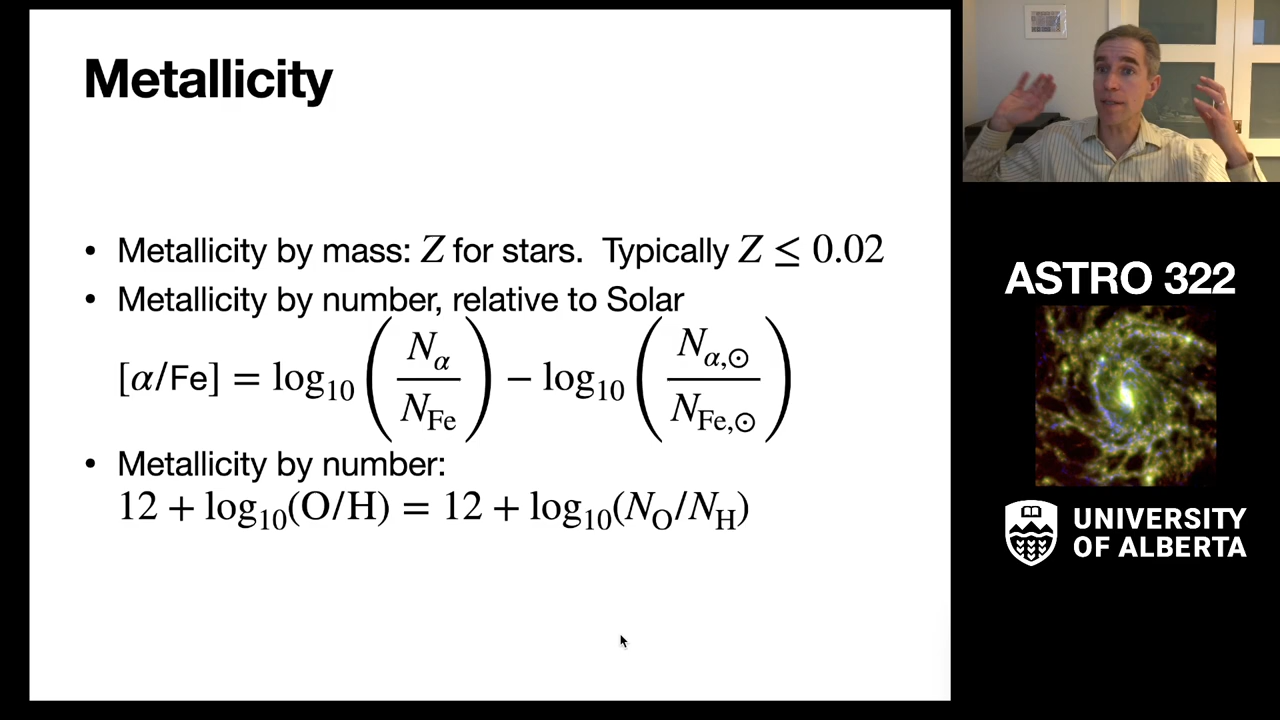 Metallicity
• Metallicity by mass: Z for stars. Typically Z ≤ 0.02
• Metallicity by number, relative to Solar
[α/Fe] = log₁₀ (N_α / N_Fe) − log₁₀ (N_α,⊙ / N_Fe,⊙)
• Metallicity by number:
12 + log₁₀(O/H) = 12 + log₁₀(N_O/N_H)
ASTRO 322
UNIVERSITY
OF ALBERTA